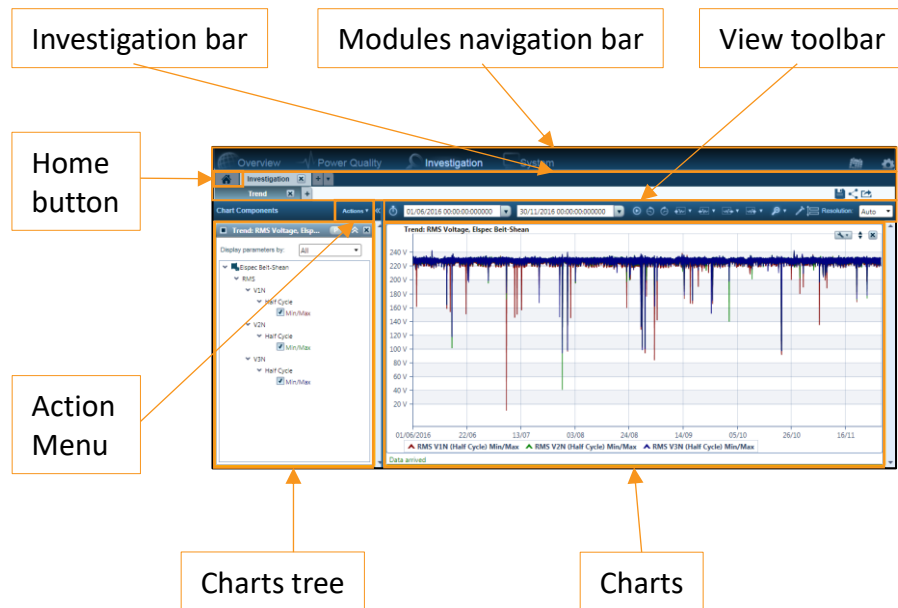 Investigation bar
Modules navigation bar
View toolbar
Home
button
Overview
Power Quality
Investigation
System
Investigation
Trend
Chart Components
Actions
01/06/2016 00:00:00:000000
30/11/2016 00:00:00:000000
Resolution:
Auto
Trend: RMS Voltage, Elsp...
Display parameters by:
All
Elspec Beit-Shean
RMS
V1N
Half Cycle
Min/Max
V2N
Half Cycle
Min/Max
V3N
Half Cycle
Min/Max
Trend: RMS Voltage, Elspec Beit-Shean
240 V
220 V
200 V
180 V
160 V
140 V
120 V
100 V
80 V
60 V
40 V
20 V
01/06/2016 22/06 13/07 03/08 24/08 14/09 05/10 26/10 16/11
RMS V1N (Half Cycle) Min/Max RMS V2N (Half Cycle) Min/Max RMS V3N (Half Cycle) Min/Max
Data arrived
Action
Menu
Charts tree
Charts